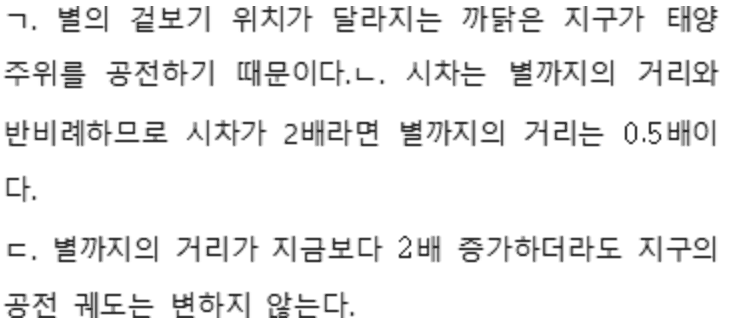 ㄱ. 별의 겉보기 위치가 달라지는 까닭은 지구가 태양
주위를 공전하기 때문이다.ㄴ. 시차는 별까지의 거리와
반비례하므로 시차가 2배라면 별까지의 거리는 0.5배이
다.
ㄷ. 별까지의 거리가 지금보다 2배 증가하더라도 지구의
공전 궤도는 변하지 않는다.